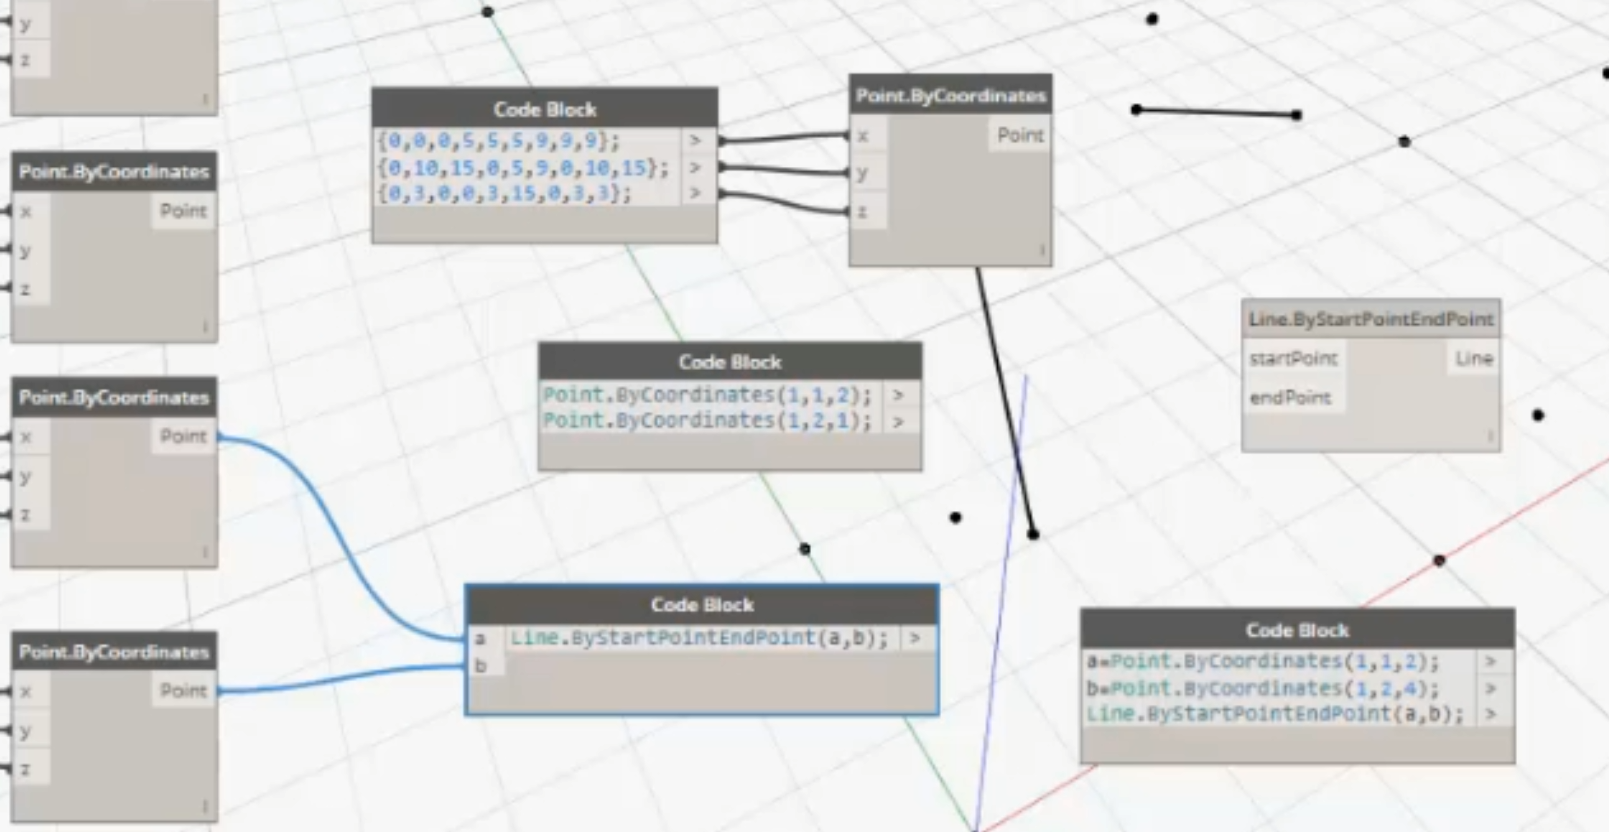 y
z
Point.ByCoordinates
x
Point
y
z
Point.ByCoordinates
x
Point
y
z
Point.ByCoordinates
x
Point
y
z
Code Block
{0,0,0,5,5,5,9,9,9}; >
{0,10,15,0,5,9,0,10,15}; >
{0,3,0,0,3,15,0,3,3}; >
Point.ByCoordinates
x
Point
y
z
Code Block
Point.ByCoordinates(1,1,2); >
Point.ByCoordinates(1,2,1); >
Line.ByStartPointEndPoint
startPoint
Line
endPoint
Code Block
a Line.ByStartPointEndPoint(a,b); >
b
Code Block
a=Point.ByCoordinates(1,1,2); >
b=Point.ByCoordinates(1,2,4); >
Line.ByStartPointEndPoint(a,b); >